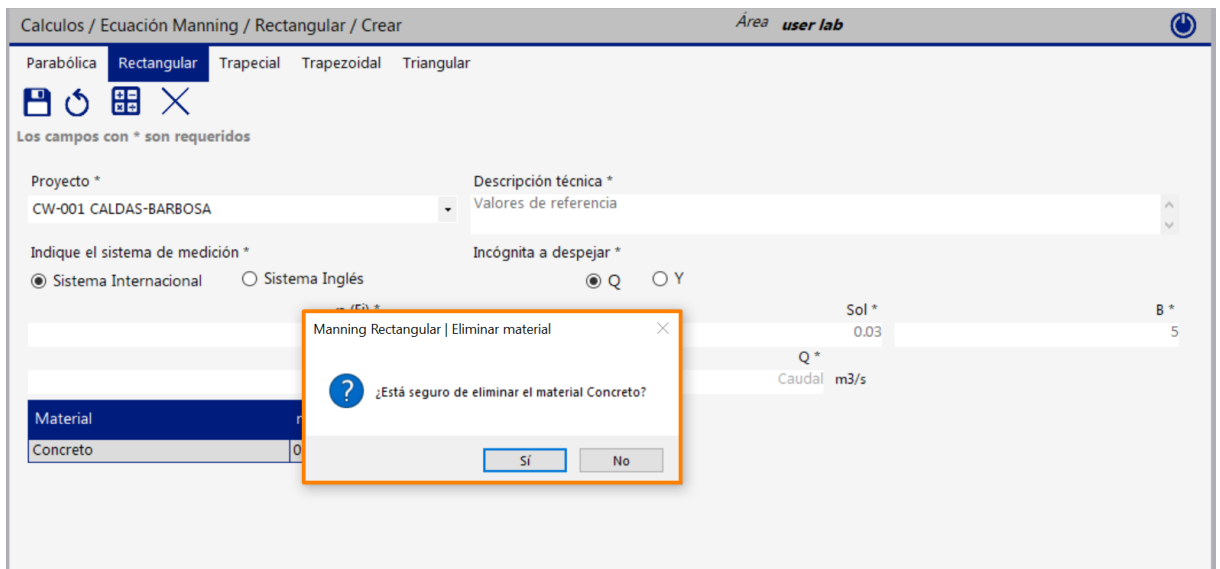 Calculos / Ecuación Manning / Rectangular / Crear Área user lab
Parabólica Rectangular Trapecial Trapezoidal Triangular
Los campos con * son requeridos
Proyecto * Descripción técnica *
CW-001 CALDAS-BARBOSA Valores de referencia
Indique el sistema de medición * Incógnita a despejar *
Sistema Internacional Sistema Inglés Q Y
Sol * B *
0.03 5
Q *
Caudal m3/s
Manning Rectangular | Eliminar material
¿Está seguro de eliminar el material Concreto?
Sí No
Material
Concreto 0